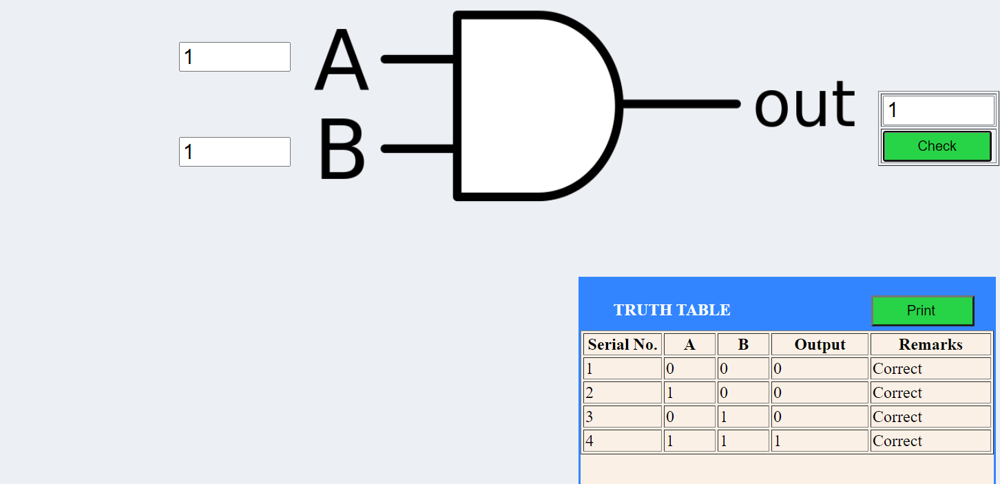 1
A
B
1
out
1
Check
TRUTH TABLE
Print
Serial No. A B Output Remarks
1 0 0 0 Correct
2 1 0 0 Correct
3 0 1 0 Correct
4 1 1 1 Correct